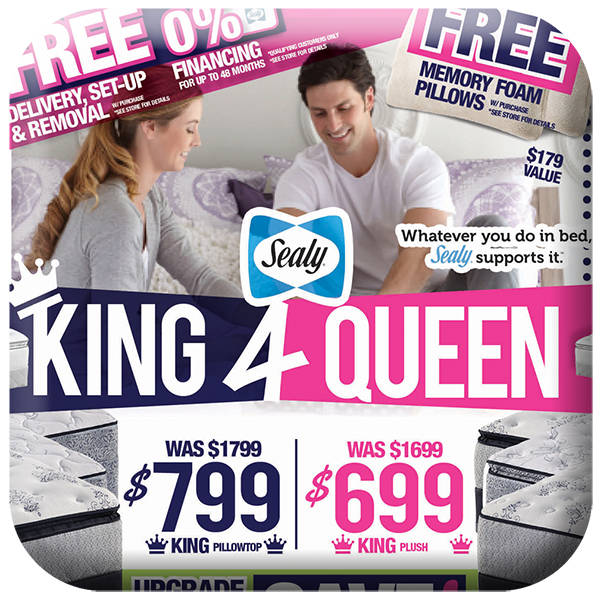 FREE
DELIVERY, SET-UP
& REMOVAL W/ PURCHASE
*SEE STORE FOR DETAILS
0%
FINANCING
FOR UP TO 48 MONTHS
*QUALIFYING CUSTOMERS ONLY
*SEE STORE FOR DETAILS
FREE
MEMORY FOAM
PILLOWS W/ PURCHASE
*SEE STORE FOR DETAILS
$179
VALUE
Sealy
Whatever you do in bed,
Sealy supports it.™
KING 4 QUEEN
WAS $1799
$799
KING PILLOWTOP
WAS $1699
$699
KING PLUSH
UPGRADE